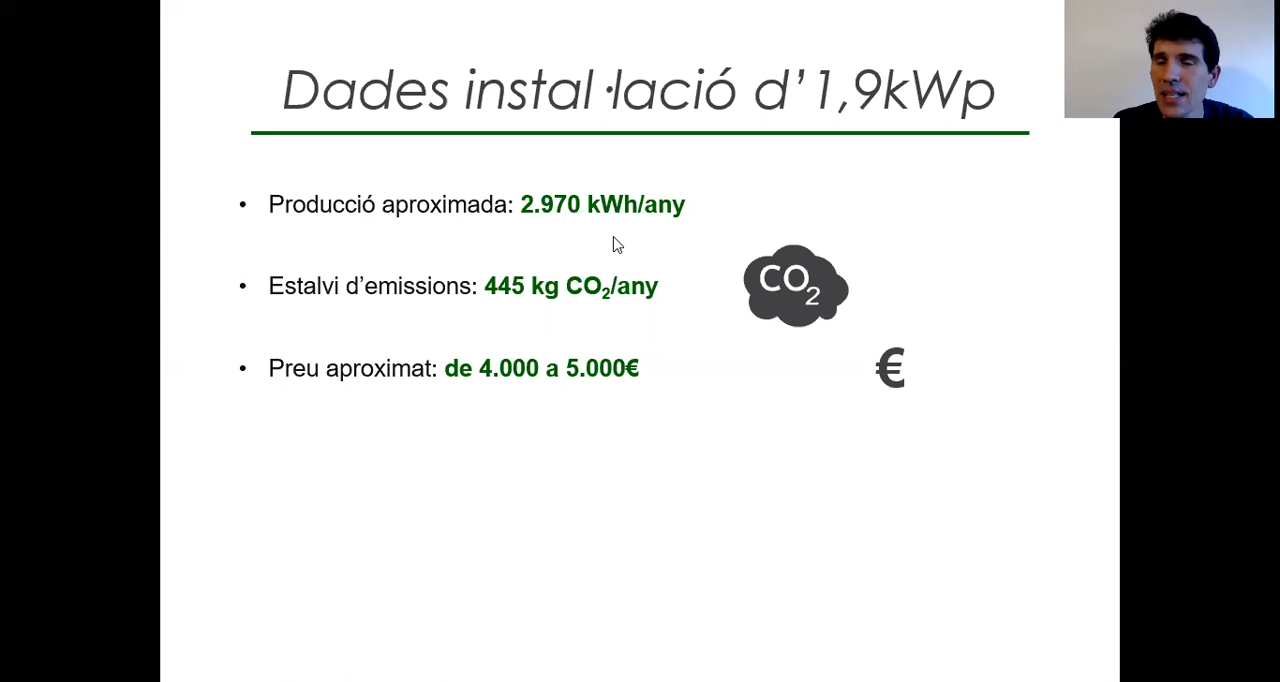 Dades instal·lació d’1,9kWp
• Producció aproximada: 2.970 kWh/any
• Estalvi d’emissions: 445 kg CO₂/any
CO₂
• Preu aproximat: de 4.000 a 5.000€
€